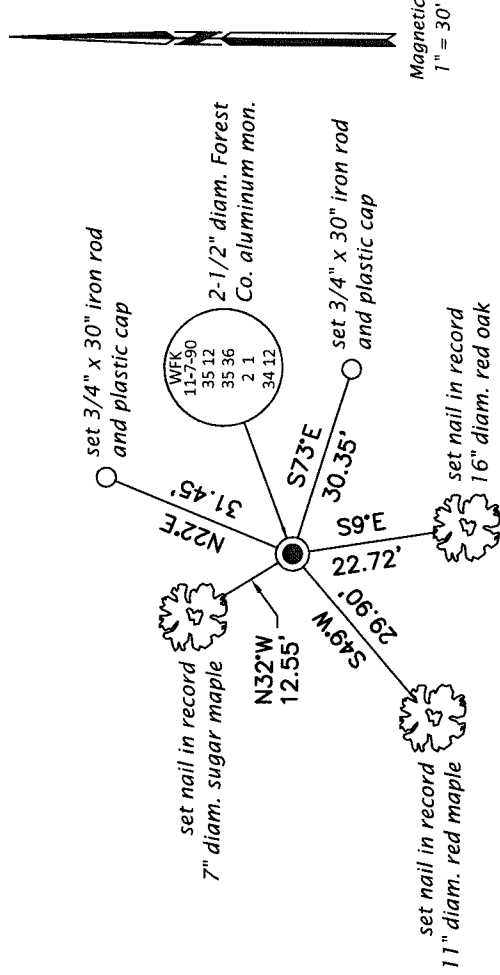 Magnetic
1" = 30'
set 3/4" x 30" iron rod
and plastic cap
N22°E
31.45'
WFK
11-7-90
35 12
35 36
2 1
34 12
2-1/2" diam. Forest
Co. aluminum mon.
set nail in record
7" diam. sugar maple
N32°W
12.55'
S73°E
30.35'
set 3/4" x 30" iron rod
and plastic cap
S49°W
29.90'
S9°E
22.72'
set nail in record
16" diam. red oak
set nail in record
11" diam. red maple